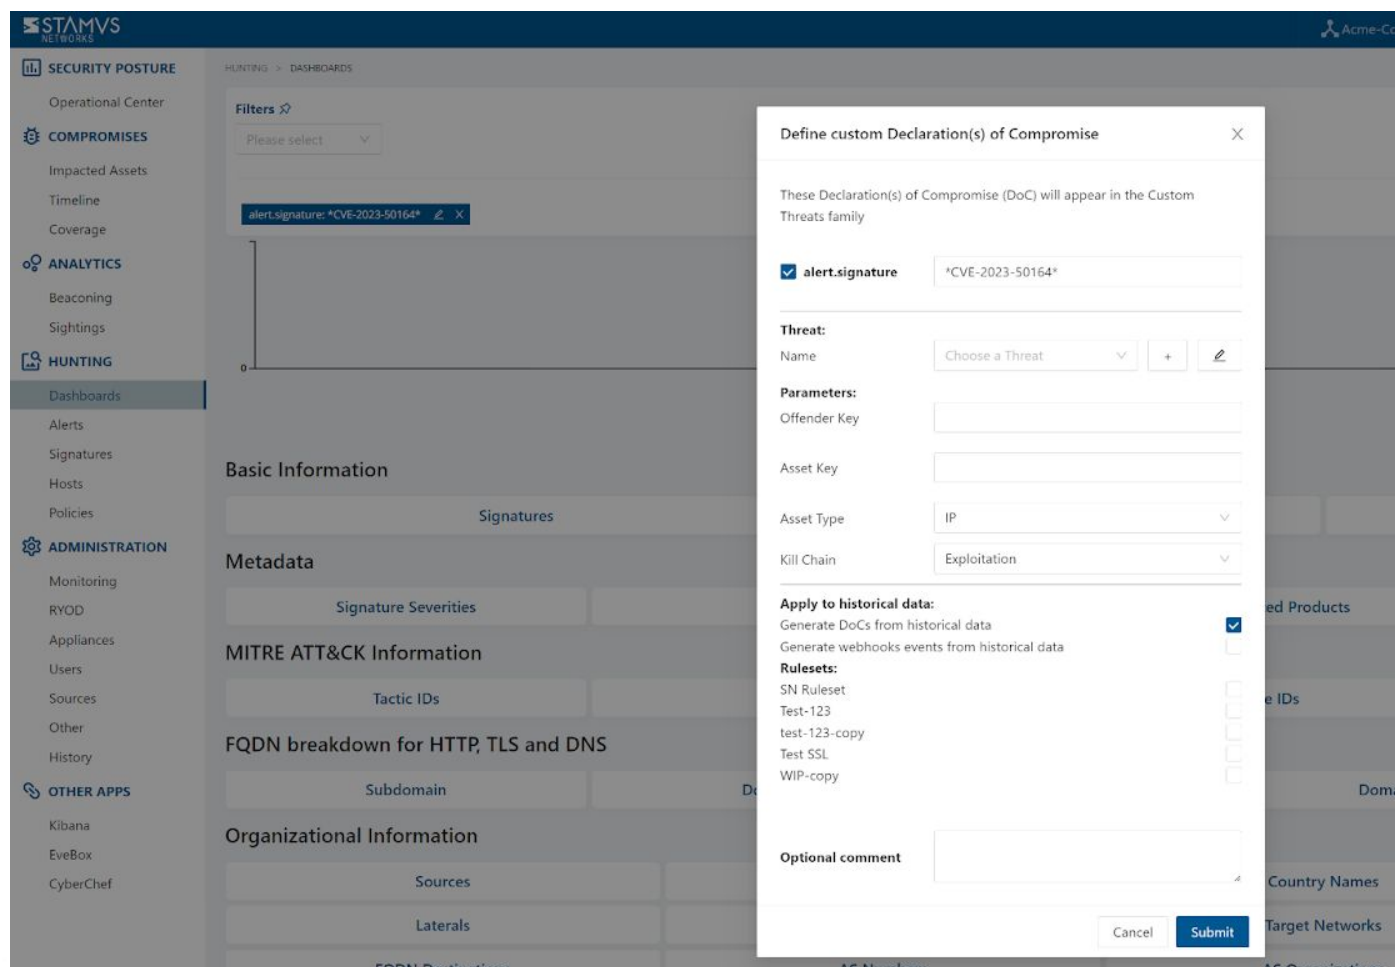 STAMVS
NETWORKS
Acme-Co
SECURITY POSTURE
Operational Center
COMPROMISES
Impacted Assets
Timeline
Coverage
ANALYTICS
Beaconing
Sightings
HUNTING
Dashboards
Alerts
Signatures
Hosts
Policies
ADMINISTRATION
Monitoring
RYOD
Appliances
Users
Sources
Other
History
OTHER APPS
Kibana
EveBox
CyberChef
HUNTING > DASHBOARDS
Filters
Please select
alert.signature: *CVE-2023-50164*
0
Basic Information
Signatures
Metadata
Signature Severities
ed Products
MITRE ATT&CK Information
Tactic IDs
e IDs
FQDN breakdown for HTTP, TLS and DNS
Subdomain
Do
Doma
Organizational Information
Sources
Country Names
Laterals
Target Networks
Define custom Declaration(s) of Compromise
These Declaration(s) of Compromise (DoC) will appear in the Custom
Threats family
alert.signature *CVE-2023-50164*
Threat:
Name Choose a Threat +
Parameters:
Offender Key
Asset Key
Asset Type IP
Kill Chain Exploitation
Apply to historical data:
Generate DoCs from historical data
Generate webhooks events from historical data
Rulesets:
SN Ruleset
Test-123
test-123-copy
Test SSL
WIP-copy
Optional comment
Cancel Submit